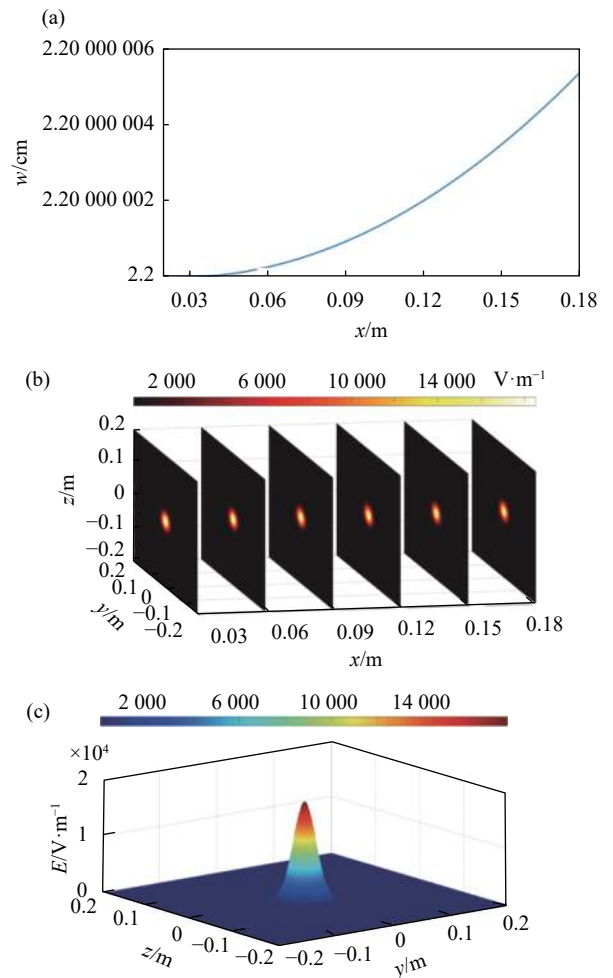 (a)
2.20 000 006
2.20 000 004
2.20 000 002
2.2
w/cm
0.03 0.06 0.09 0.12 0.15 0.18
x/m
(b)
2 000 6 000 10 000 14 000 V·m⁻¹
0.2
0.1
0
−0.1
−0.2
z/m
0.2
0.1
0
−0.1
−0.2
y/m
0.03 0.06 0.09 0.12 0.15 0.18
x/m
(c)
2 000 6 000 10 000 14 000
×10⁴
2
1
0
E/V·m⁻¹
0.2 0.1 0 −0.1 −0.2
z/m
−0.2 −0.1 0 0.1 0.2
y/m